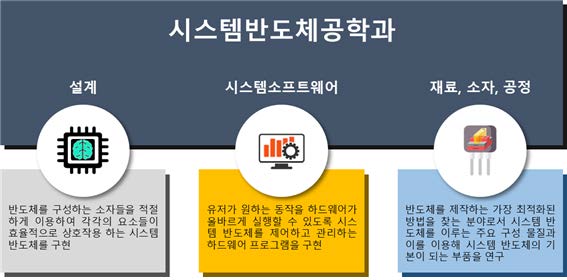 시스템반도체공학과
설계
시스템소프트웨어
재료, 소자, 공정
반도체를 구성하는 소자들을 적절
하게 이용하여 각각의 요소들이
효율적으로 상호작용 하는 시스템
반도체를 구현
유저가 원하는 동작을 하드웨어가
올바르게 실행할 수 있도록 시스
템 반도체를 제어하고 관리하는
하드웨어 프로그램을 구현
반도체를 제작하는 가장 최적화된
방법을 찾는 분야로서 시스템 반
도체를 이루는 주요 구성 물질과
이를 이용해 시스템 반도체의 기
본이 되는 부품을 연구